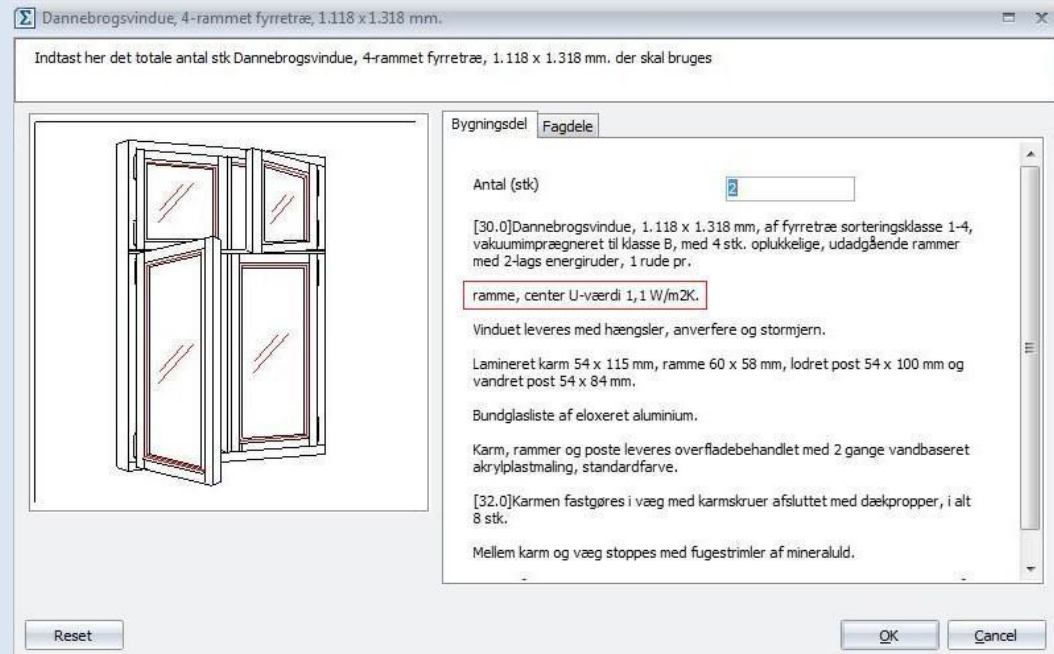 Dannebrogsvindue, 4-rammet fyrretræ, 1.118 x 1.318 mm.
Indtast her det totale antal stk Dannebrogsvindue, 4-rammet fyrretræ, 1.118 x 1.318 mm. der skal bruges
Bygningsdel Fagdele
Antal (stk) 2
[30.0]Dannebrogsvindue, 1.118 x 1.318 mm, af fyrretræ sorteringsklasse 1-4,
vakuumimprægneret til klasse B, med 4 stk. oplukkelige, udadgående rammer
med 2-lags energiruder, 1 rude pr.
ramme, center U-værdi 1,1 W/m2K.
Vinduet leveres med hængsler, anverfere og stormjern.
Lamineret karm 54 x 115 mm, ramme 60 x 58 mm, lodret post 54 x 100 mm og
vandret post 54 x 84 mm.
Bundglasliste af eloxeret aluminium.
Karm, rammer og poste leveres overfladebehandlet med 2 gange vandbaseret
akrylplastmaling, standardfarve.
[32.0]Karmen fastgøres i væg med karmskruer afsluttet med dækpropper, i alt
8 stk.
Mellem karm og væg stoppes med fugestrimler af mineraluld.
Reset OK Cancel